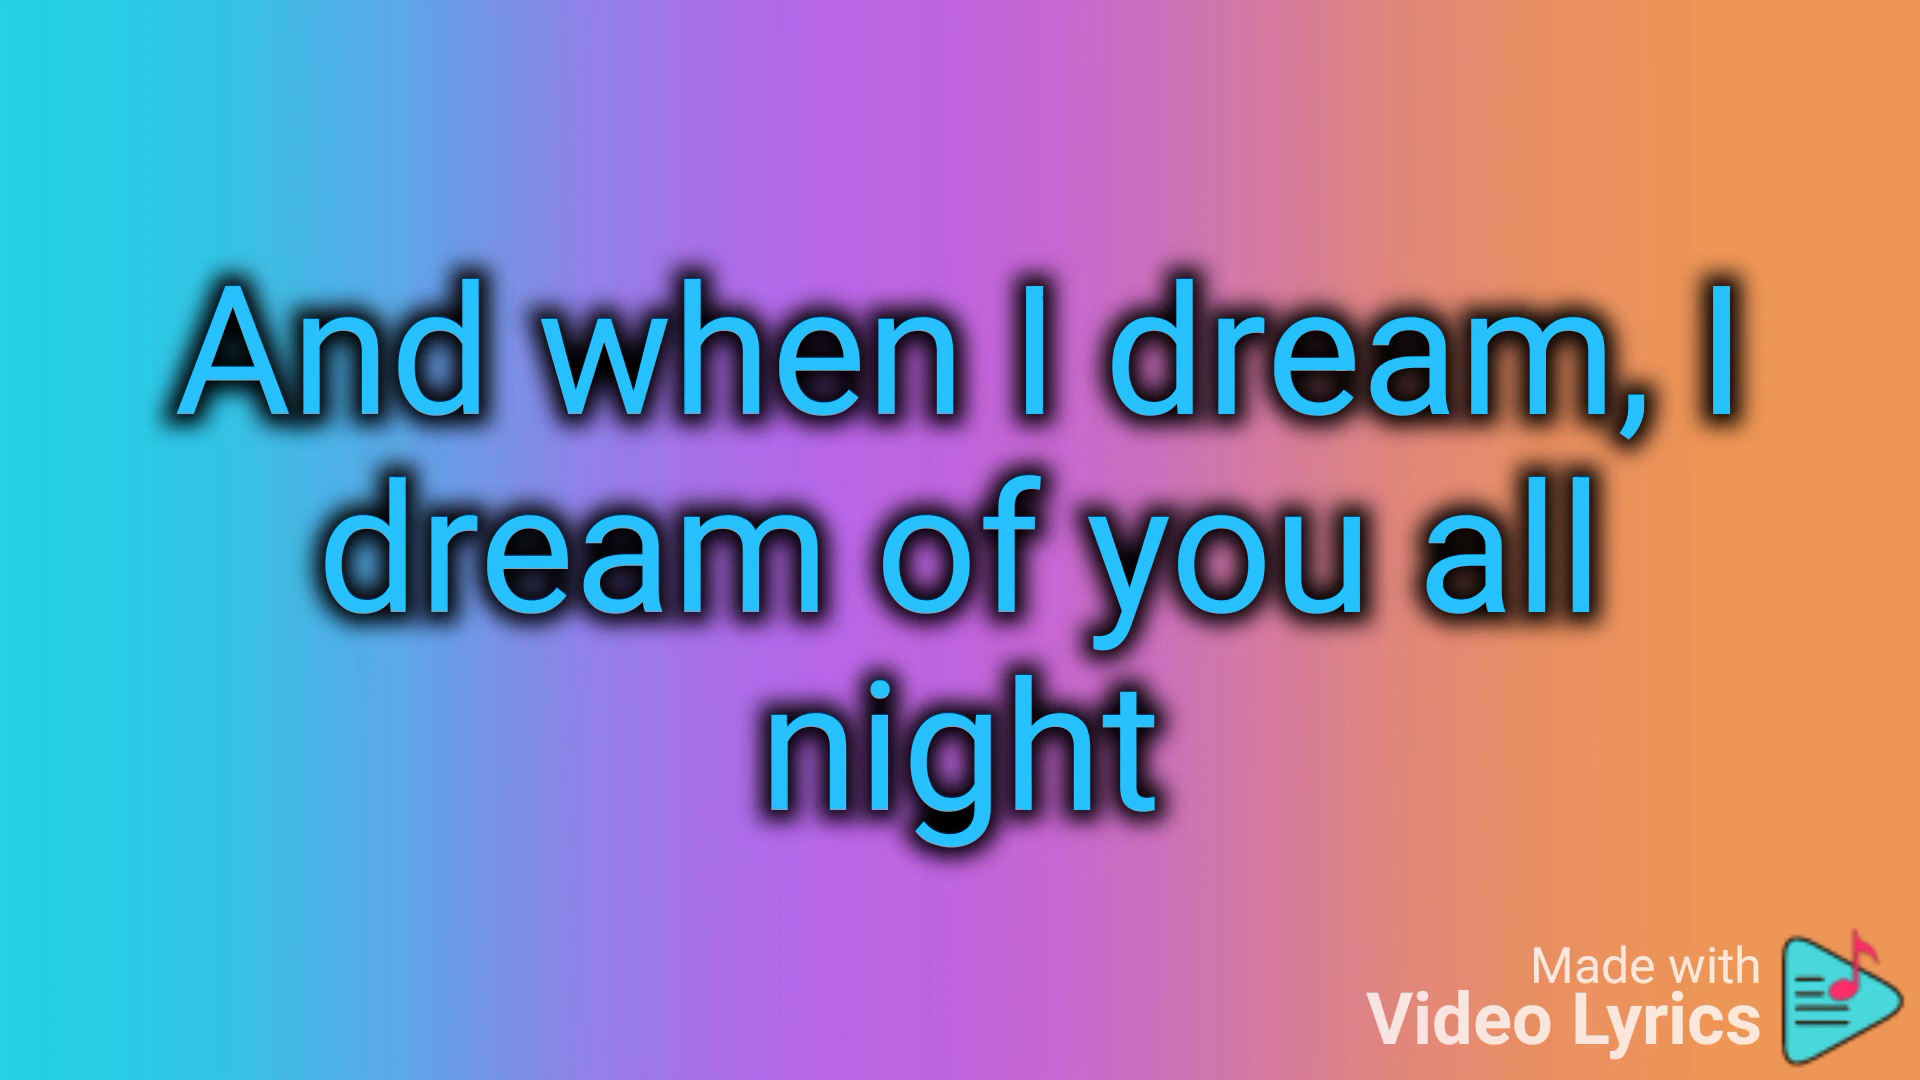 And when I dream, I
dream of you all
night
Made with
Video Lyrics